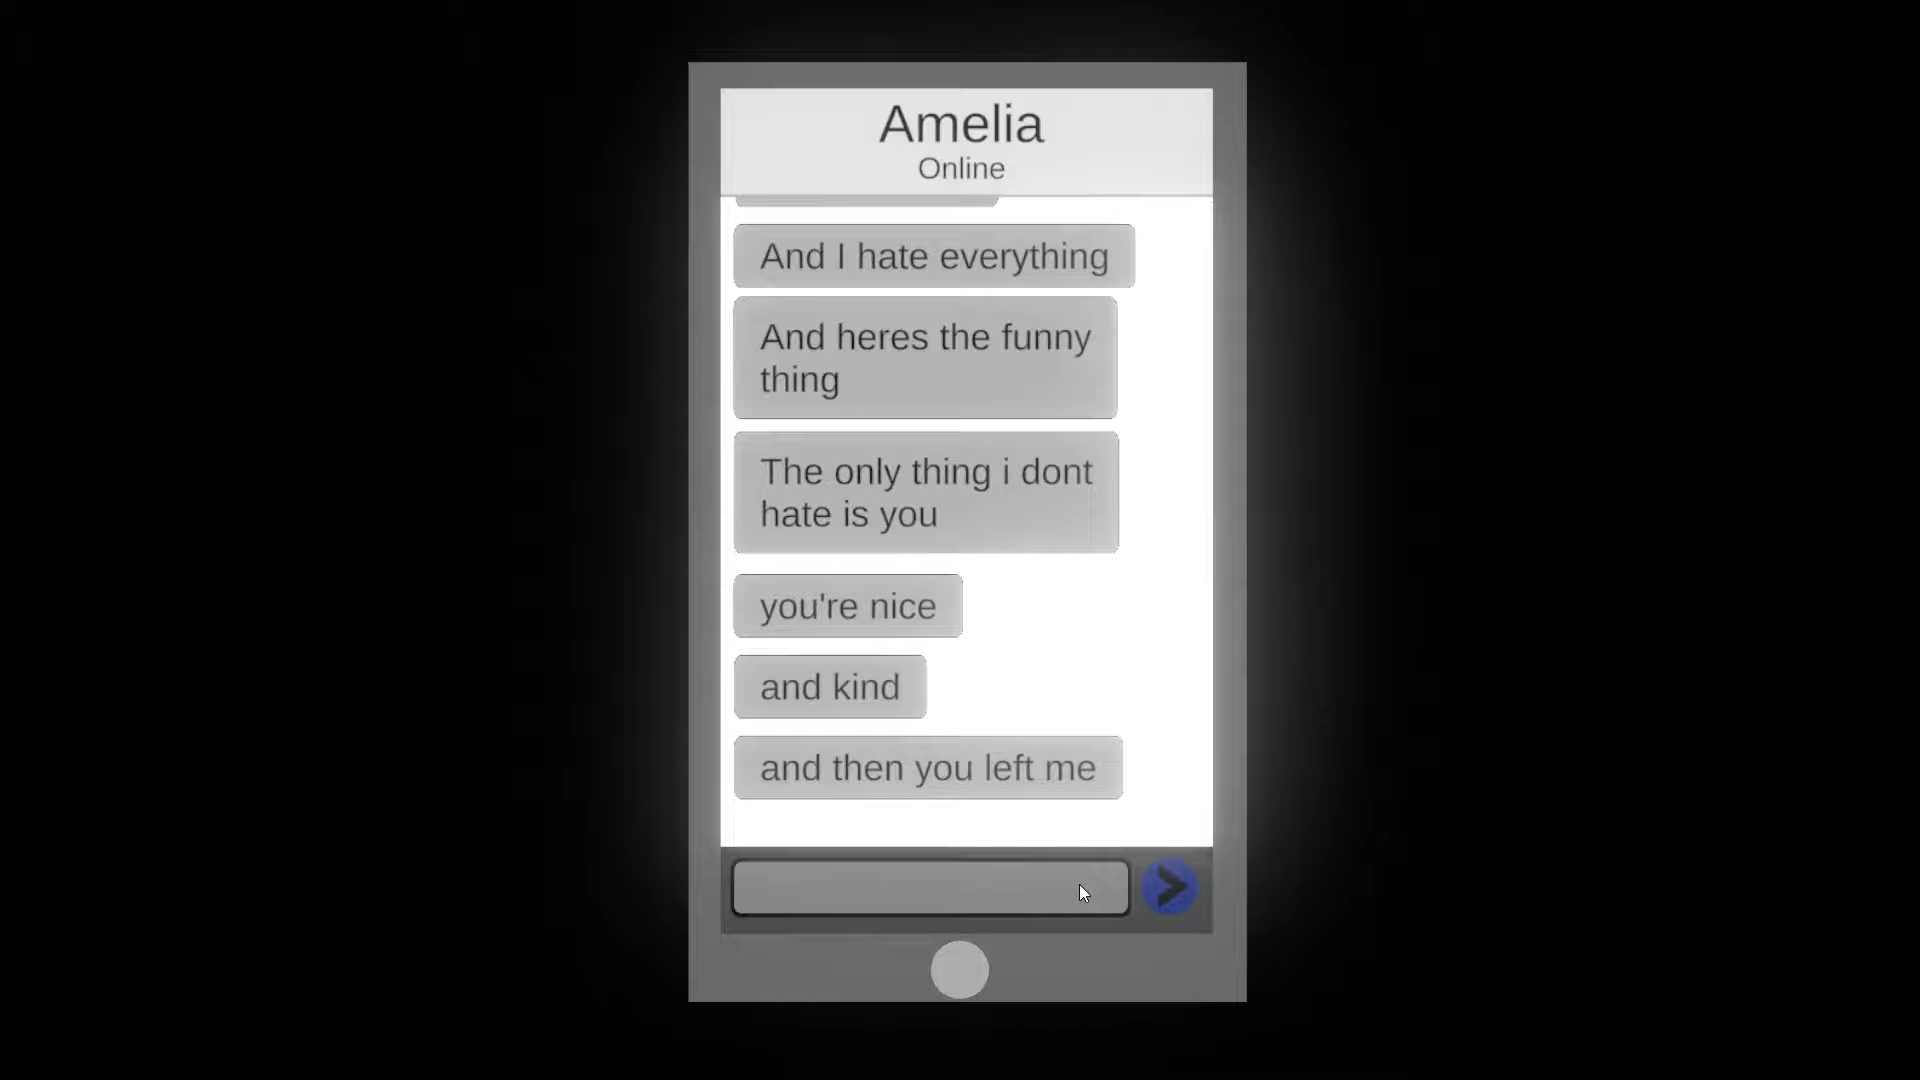 Amelia
Online
And I hate everything
And heres the funny
thing
The only thing i dont
hate is you
you're nice
and kind
and then you left me